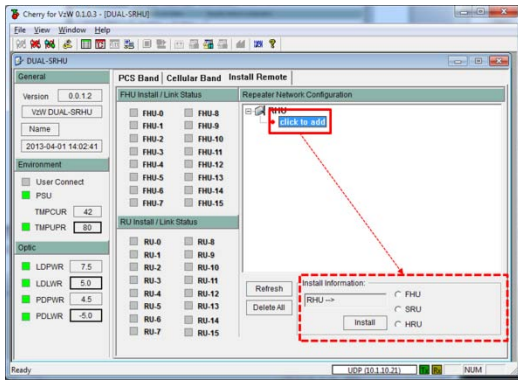 Cherry for VzW 0.1.0.3 - [DUAL-SRHU]
File View Window Help
DUAL-SRHU
General
Version 0.0.1.2
VzW DUAL-SRHU
Name
2013-04-01 14:02:41
Environment
User Connect
PSU
TMPCUR 42
TMPUPR 80
Optic
LDPWR 7.5
LDLWR 5.0
PDPWR 4.5
PDLWR -5.0
PCS Band Cellular Band Install Remote
FHU Install / Link Status
FHU-0 FHU-8
FHU-1 FHU-9
FHU-2 FHU-10
FHU-3 FHU-11
FHU-4 FHU-12
FHU-5 FHU-13
FHU-6 FHU-14
FHU-7 FHU-15
RU Install / Link Status
RU-0 RU-8
RU-1 RU-9
RU-2 RU-10
RU-3 RU-11
RU-4 RU-12
RU-5 RU-13
RU-6 RU-14
RU-7 RU-15
Repeater Network Configuration
RHU
click to add
Refresh
Delete All
Install Information:
RHU -->
FHU
SRU
HRU
Install
Ready
UDP (10.1.10.21)
NUM